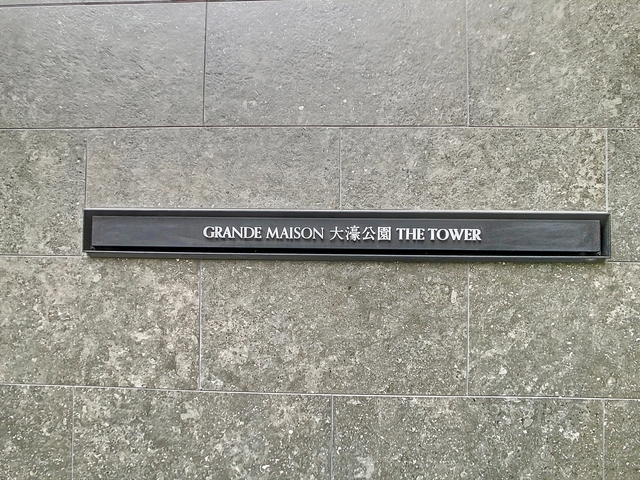 GRANDE MAISON 大濠公園 THE TOWER